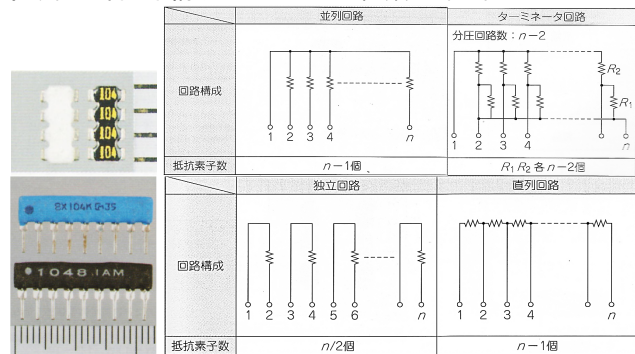 並列回路
ターミネータ回路
回路構成
1 2 3 4 n
分圧回路数：n−2
R2
R1
1 2 3 4 n
抵抗素子数
n−1個
R1 R2 各n−2個
独立回路
直列回路
回路構成
1 2 3 4 5 6 n
1 2 3 4 n
抵抗素子数
n/2個
n−1個
104
104
104
104
8X104K G-JS
1048.IAM